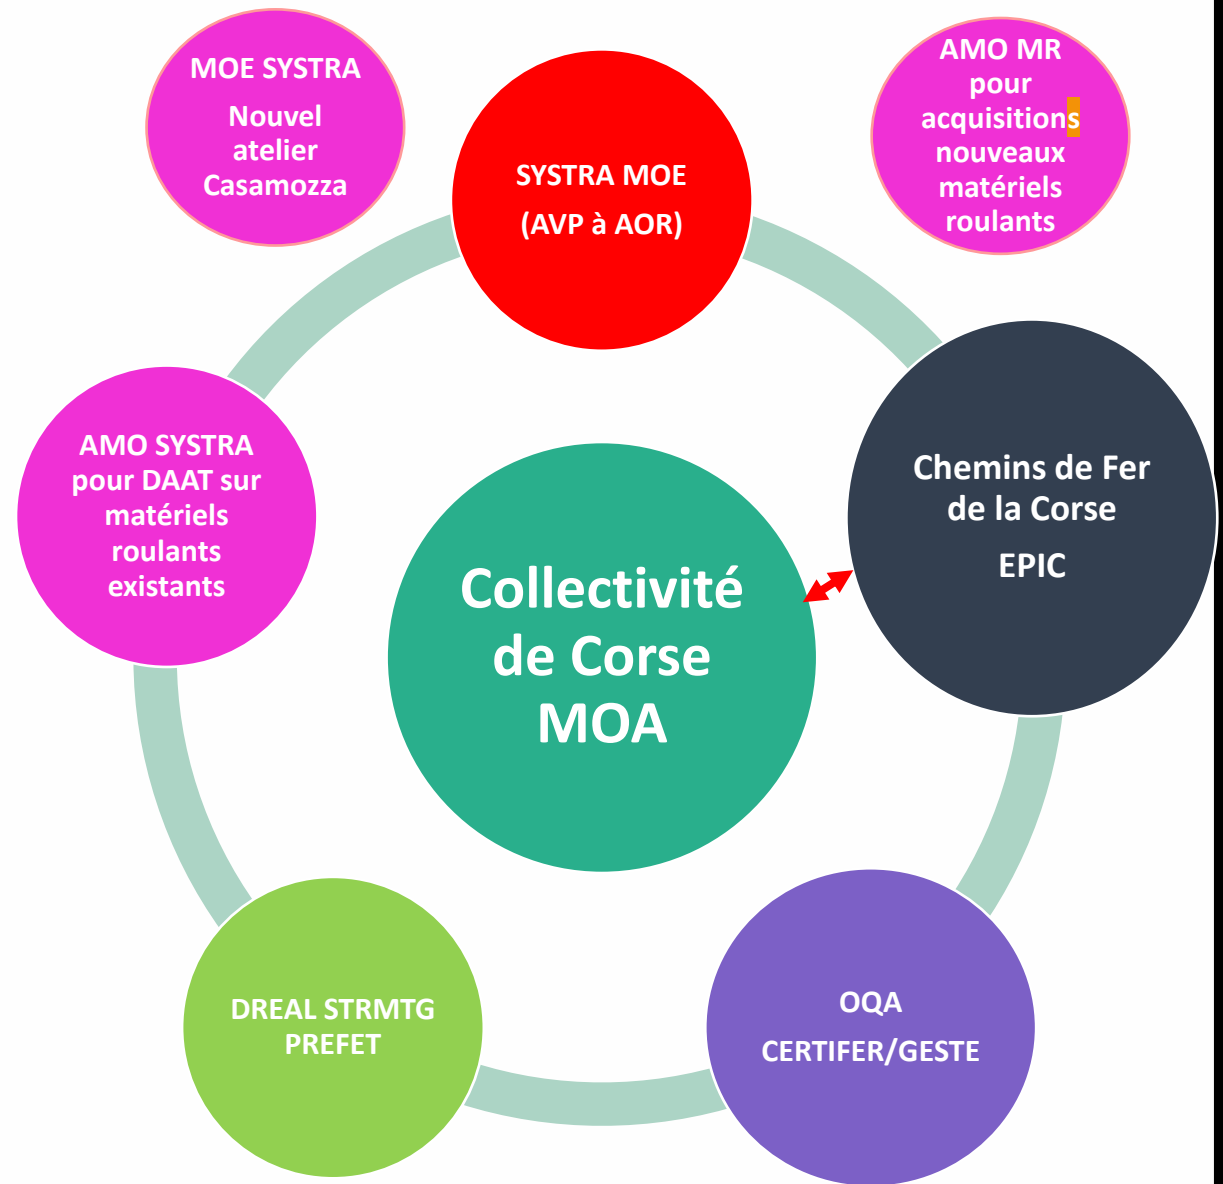 MOE SYSTRA
Nouvel
atelier
Casamozza
AMO MR
pour
acquisitions
nouveaux
matériels
roulants
SYSTRA MOE
(AVP à AOR)
AMO SYSTRA
pour DAAT sur
matériels
roulants
existants
Chemins de Fer
de la Corse
EPIC
Collectivité
de Corse
MOA
DREAL STRMTG
PREFET
OQA
CERTIFER/GESTE